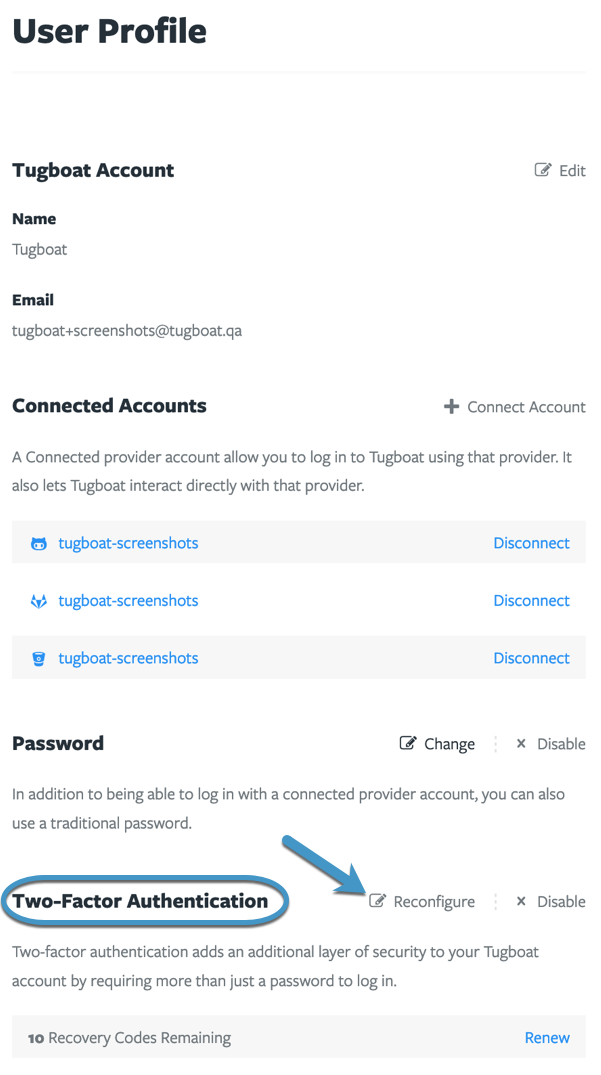 User Profile
Tugboat Account
Edit
Name
Tugboat
Email
tugboat+screenshots@tugboat.qa
Connected Accounts
Connect Account
A Connected provider account allow you to log in to Tugboat using that provider. It
also lets Tugboat interact directly with that provider.
tugboat-screenshots
Disconnect
tugboat-screenshots
Disconnect
tugboat-screenshots
Disconnect
Password
Change
Disable
In addition to being able to log in with a connected provider account, you can also
use a traditional password.
Two-Factor Authentication
Reconfigure
Disable
Two-factor authentication adds an additional layer of security to your Tugboat
account by requiring more than just a password to log in.
10 Recovery Codes Remaining
Renew